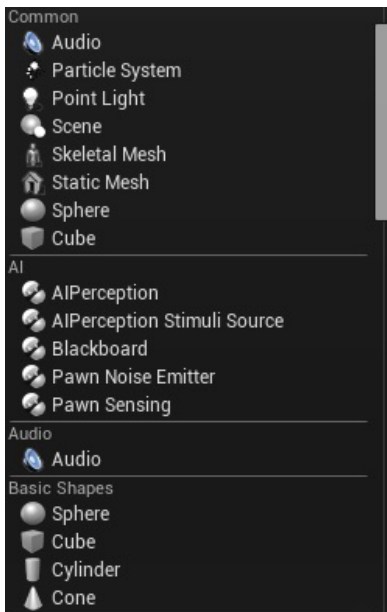 Common
Audio
Particle System
Point Light
Scene
Skeletal Mesh
Static Mesh
Sphere
Cube
AI
AIPerception
AIPerception Stimuli Source
Blackboard
Pawn Noise Emitter
Pawn Sensing
Audio
Audio
Basic Shapes
Sphere
Cube
Cylinder
Cone